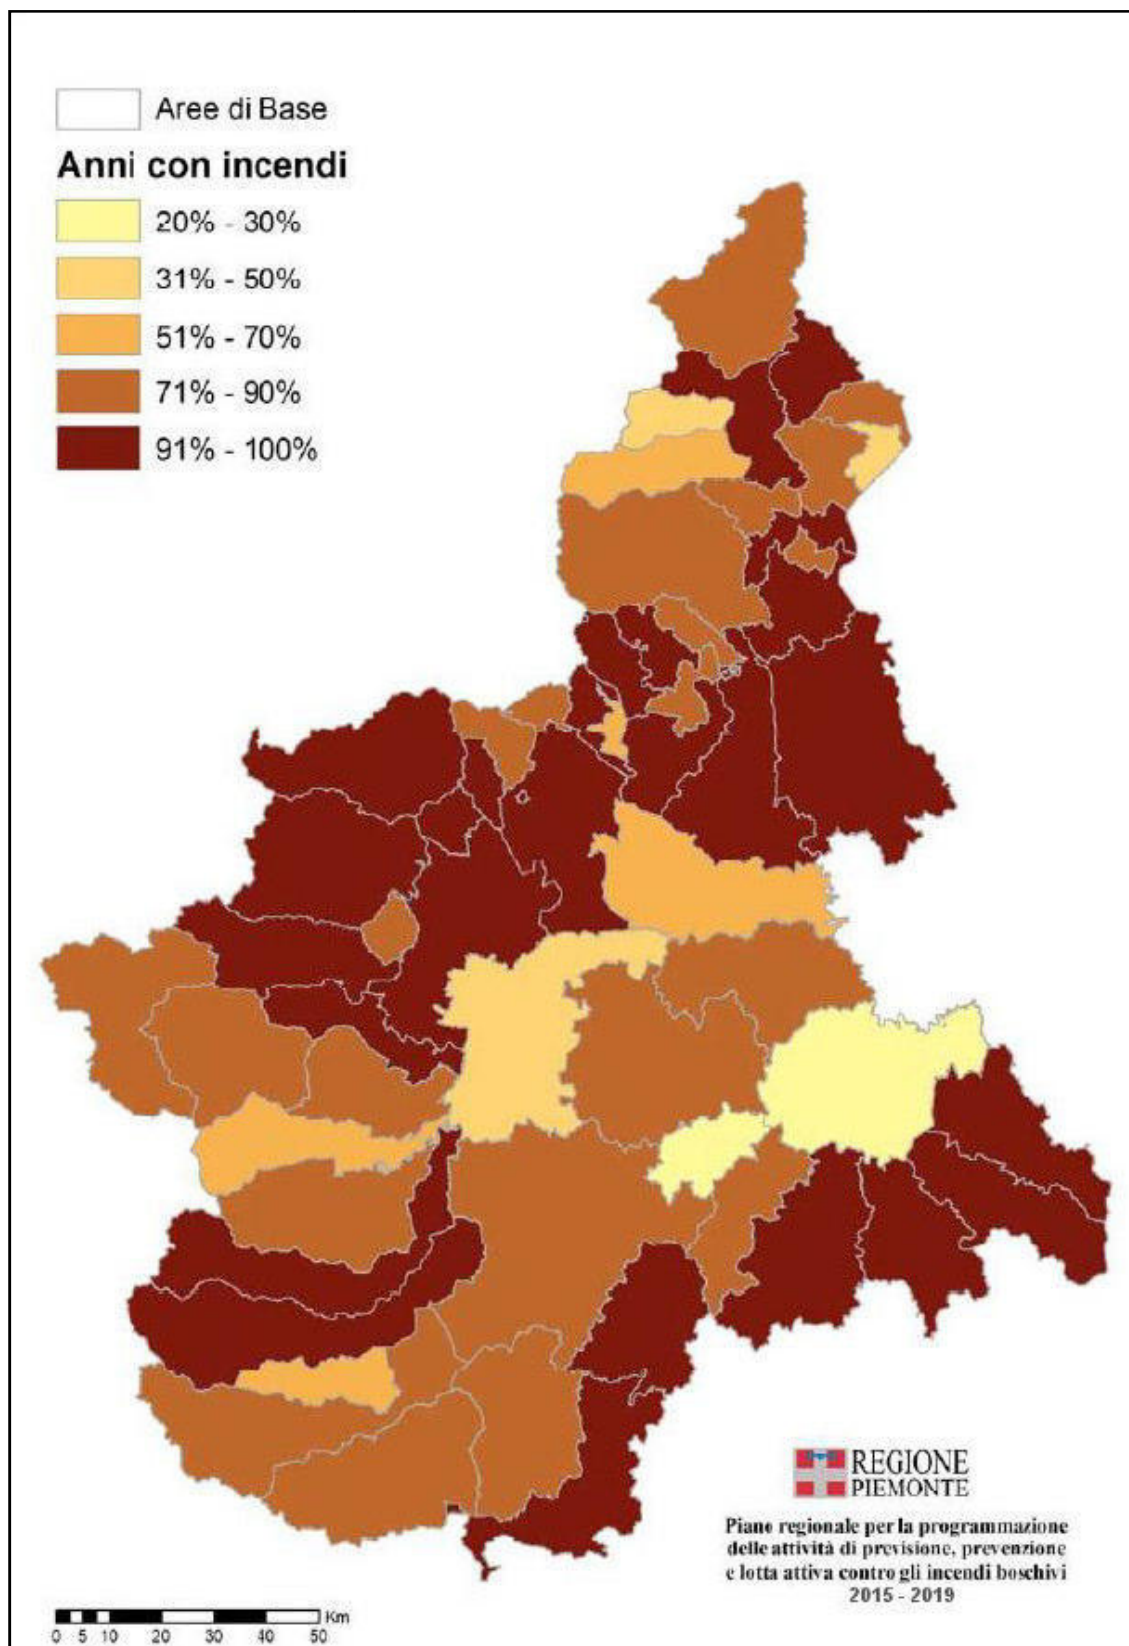 Aree di Base
Anni con incendi
20% - 30%
31% - 50%
51% - 70%
71% - 90%
91% - 100%
REGIONE
PIEMONTE
Piano regionale per la programmazione
delle attività di previsione, prevenzione
e lotta attiva contro gli incendi boschivi
2015 - 2019
Km
0 5 10 20 30 40 50